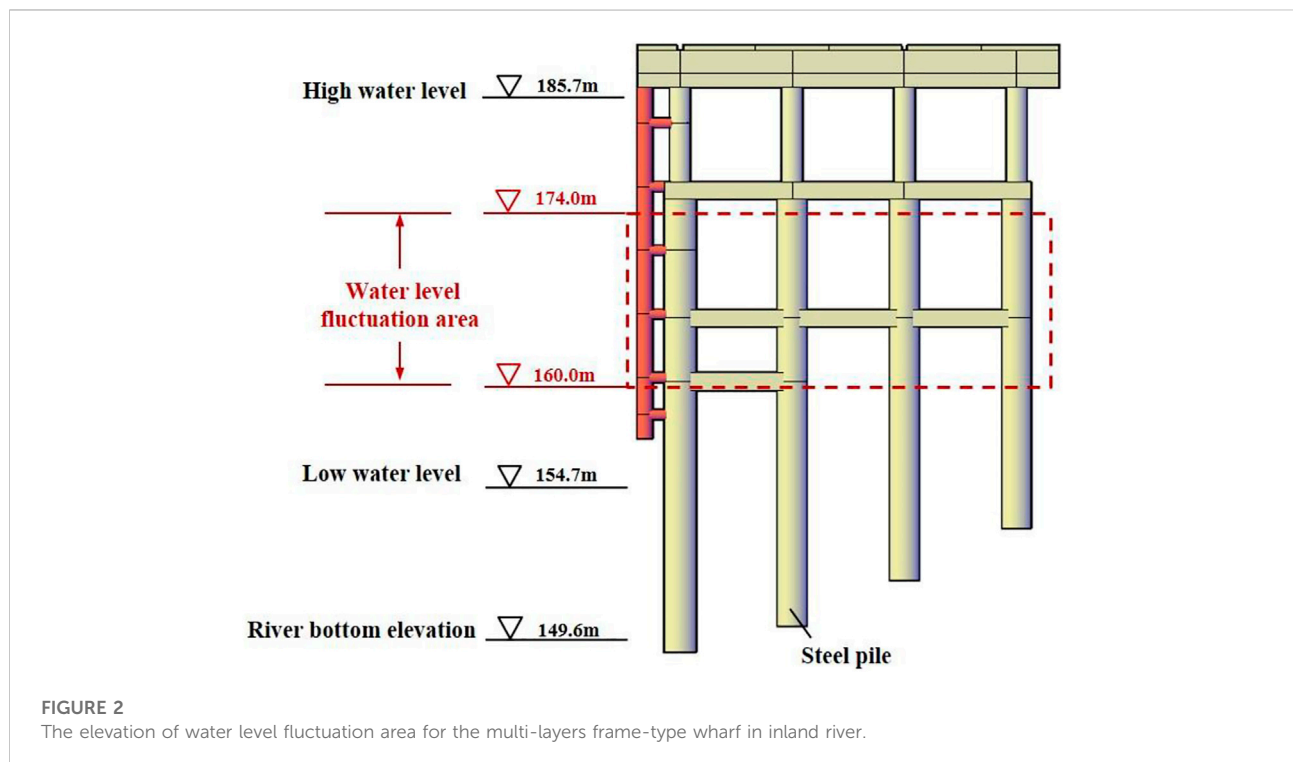 High water level
185.7m
174.0m
Water level
fluctuation area
160.0m
Low water level
154.7m
River bottom elevation
149.6m
Steel pile
FIGURE 2
The elevation of water level fluctuation area for the multi-layers frame-type wharf in inland river.